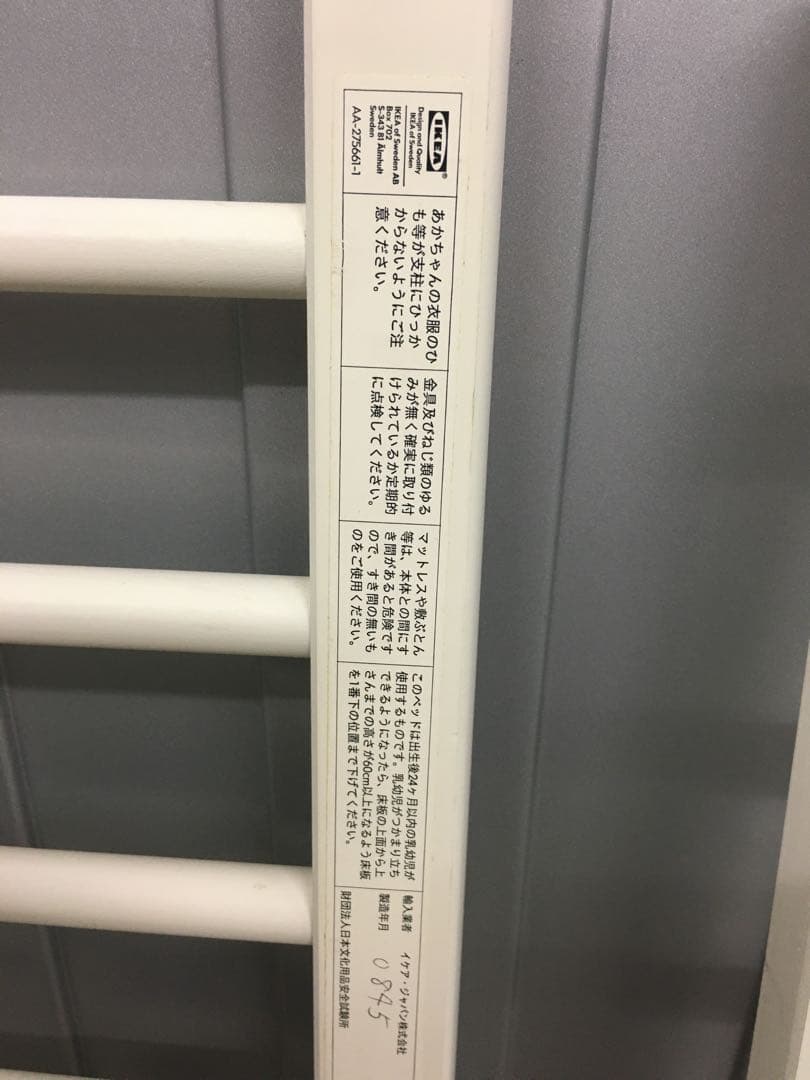 IKEA®
Design and Quality
IKEA of Sweden
IKEA of Sweden AB
Box 702
S-343 81 Älmhult
Sweden
AA-275661-1
あかちゃんの衣服のひ
も等が支柱にひっか
からないようにご注
意ください。
金具及びねじ類のゆる
みが無く確実に取り付
けられているか定期的
に点検してください。
マットレスや敷ぶとん
等は、本体との間にす
き間があると危険です
ので、すき間の無いも
のをご使用ください。
このベッドは出生後24ヶ月以内の乳幼児が
使用するものです。乳幼児がつかまり立ち
できるようになったら、床板の上面から上
さんまでの高さが60cm以上になるよう床板
を1番下の位置まで下げてください。
輸入業者 イケア・ジャパン株式会社
製造年月 0845
財団法人日本文化用品安全試験所